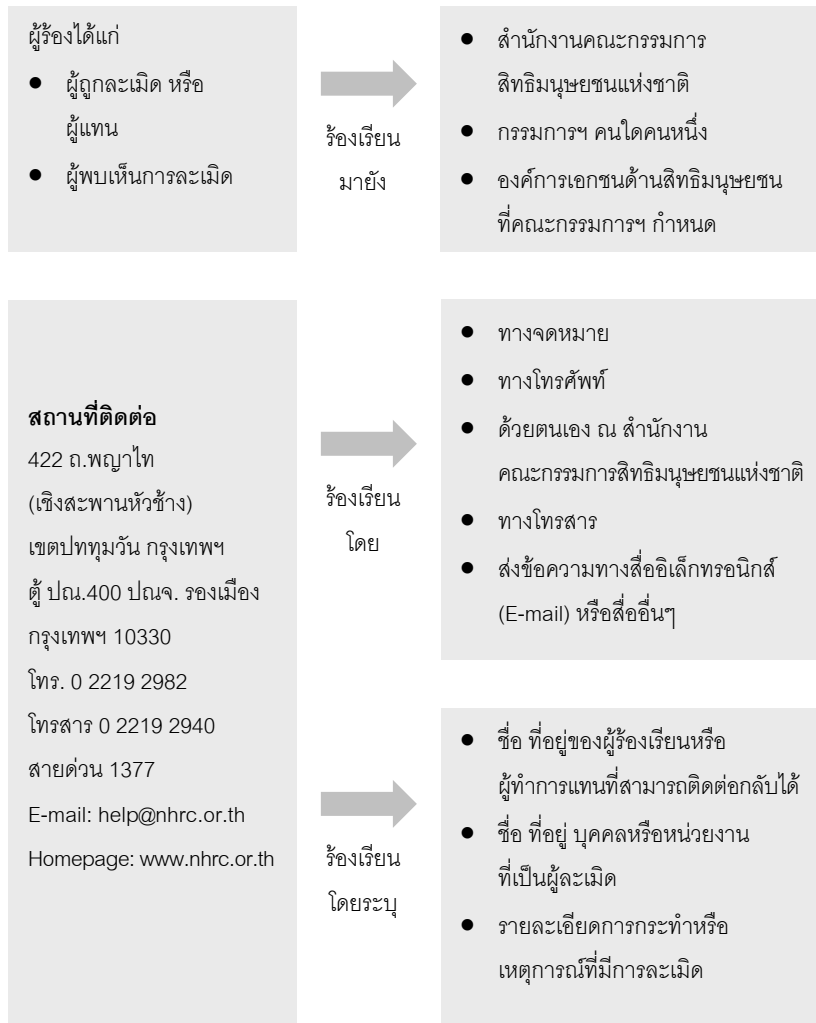 ผู้ร้องได้แก่
● ผู้ถูกละเมิด หรือ
ผู้แทน
● ผู้พบเห็นการละเมิด
ร้องเรียน
มายัง
● สำนักงานคณะกรรมการ
สิทธิมนุษยชนแห่งชาติ
● กรรมการฯ คนใดคนหนึ่ง
● องค์การเอกชนด้านสิทธิมนุษยชน
ที่คณะกรรมการฯ กำหนด
สถานที่ติดต่อ
422 ถ.พญาไท
(เชิงสะพานหัวช้าง)
เขตปททุมวัน กรุงเทพฯ
ตู้ ปณ.400 ปณจ. รองเมือง
กรุงเทพฯ 10330
โทร. 0 2219 2982
โทรสาร 0 2219 2940
สายด่วน 1377
E-mail: help@nhrc.or.th
Homepage: www.nhrc.or.th
ร้องเรียน
โดย
● ทางจดหมาย
● ทางโทรศัพท์
● ด้วยตนเอง ณ สำนักงาน
คณะกรรมการสิทธิมนุษยชนแห่งชาติ
● ทางโทรสาร
● ส่งข้อความทางสื่ออิเล็กทรอนิกส์
(E-mail) หรือสื่ออื่นๆ
ร้องเรียน
โดยระบุ
● ชื่อ ที่อยู่ของผู้ร้องเรียนหรือ
ผู้ทำการแทนที่สามารถติดต่อกลับได้
● ชื่อ ที่อยู่ บุคคลหรือหน่วยงาน
ที่เป็นผู้ละเมิด
● รายละเอียดการกระทำหรือ
เหตุการณ์ที่มีการละเมิด